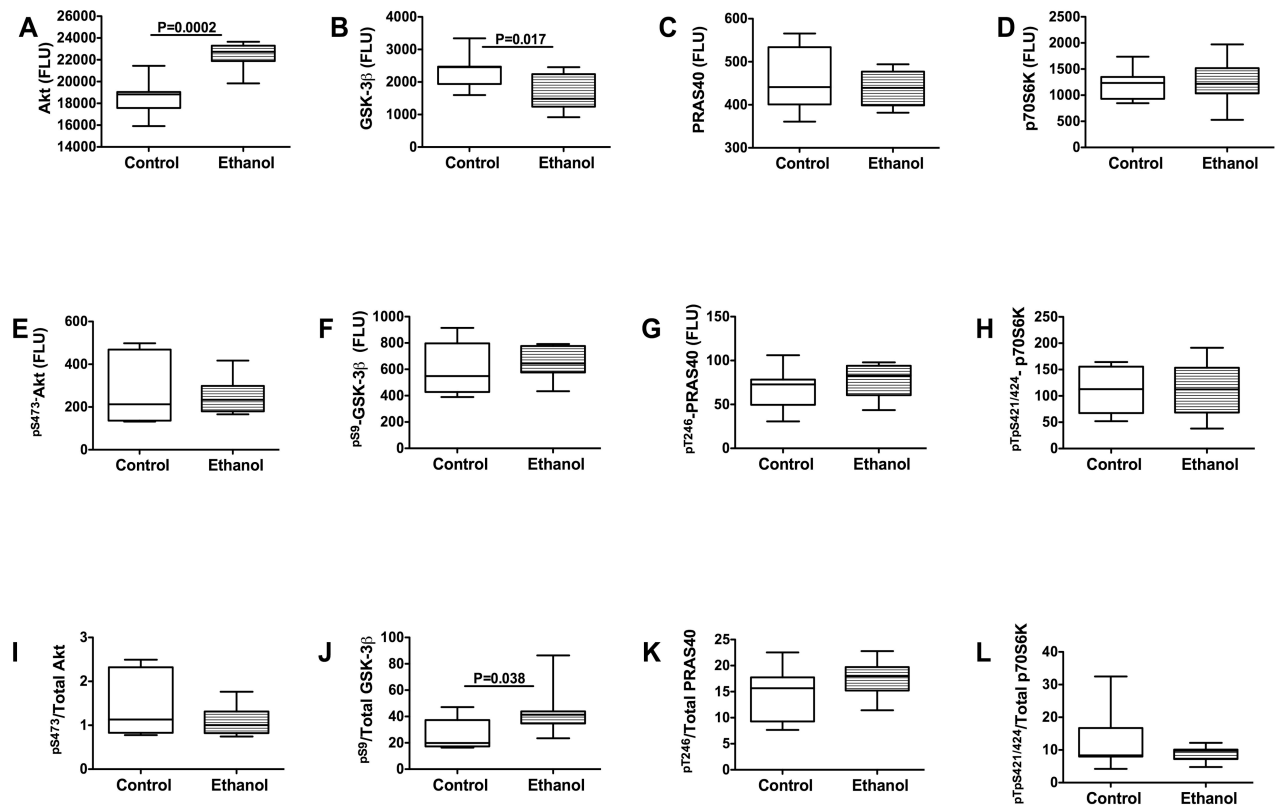 A
Akt (FLU)
26000
24000
22000
20000
18000
16000
14000
P=0.0002
Control
Ethanol
B
GSK-3β (FLU)
4000
3000
2000
1000
0
P=0.017
Control
Ethanol
C
PRAS40 (FLU)
600
500
400
300
Control
Ethanol
D
p70S6K (FLU)
2500
2000
1500
1000
500
0
Control
Ethanol
E
pS473-Akt (FLU)
600
400
200
0
Control
Ethanol
F
pS9-GSK-3β (FLU)
1000
800
600
400
200
0
Control
Ethanol
G
pT246-PRAS40 (FLU)
150
100
50
0
Control
Ethanol
H
pTpS421/424- p70S6K
250
200
150
100
50
0
Control
Ethanol
I
pS473/Total Akt
3
2
1
0
Control
Ethanol
J
pS9/Total GSK-3β
100
80
60
40
20
0
P=0.038
Control
Ethanol
K
pT246/Total PRAS40
25
20
15
10
5
0
Control
Ethanol
L
pTpS421/424/Total p70S6K
40
30
20
10
0
Control
Ethanol